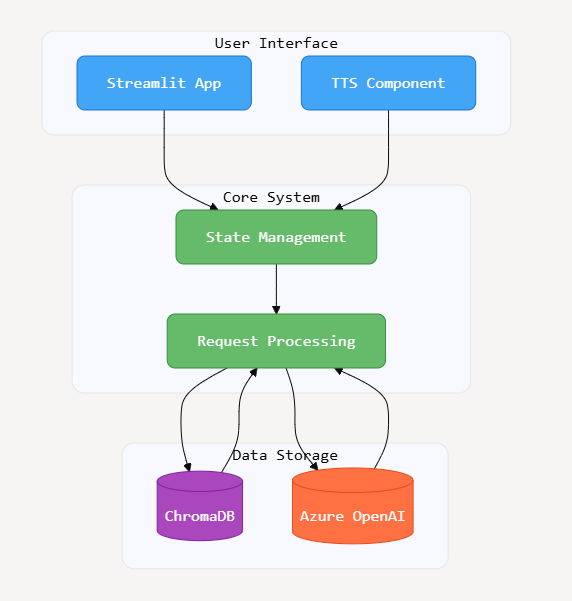 User Interface
Streamlit App
TTS Component
Core System
State Management
Request Processing
Data Storage
ChromaDB
Azure OpenAI